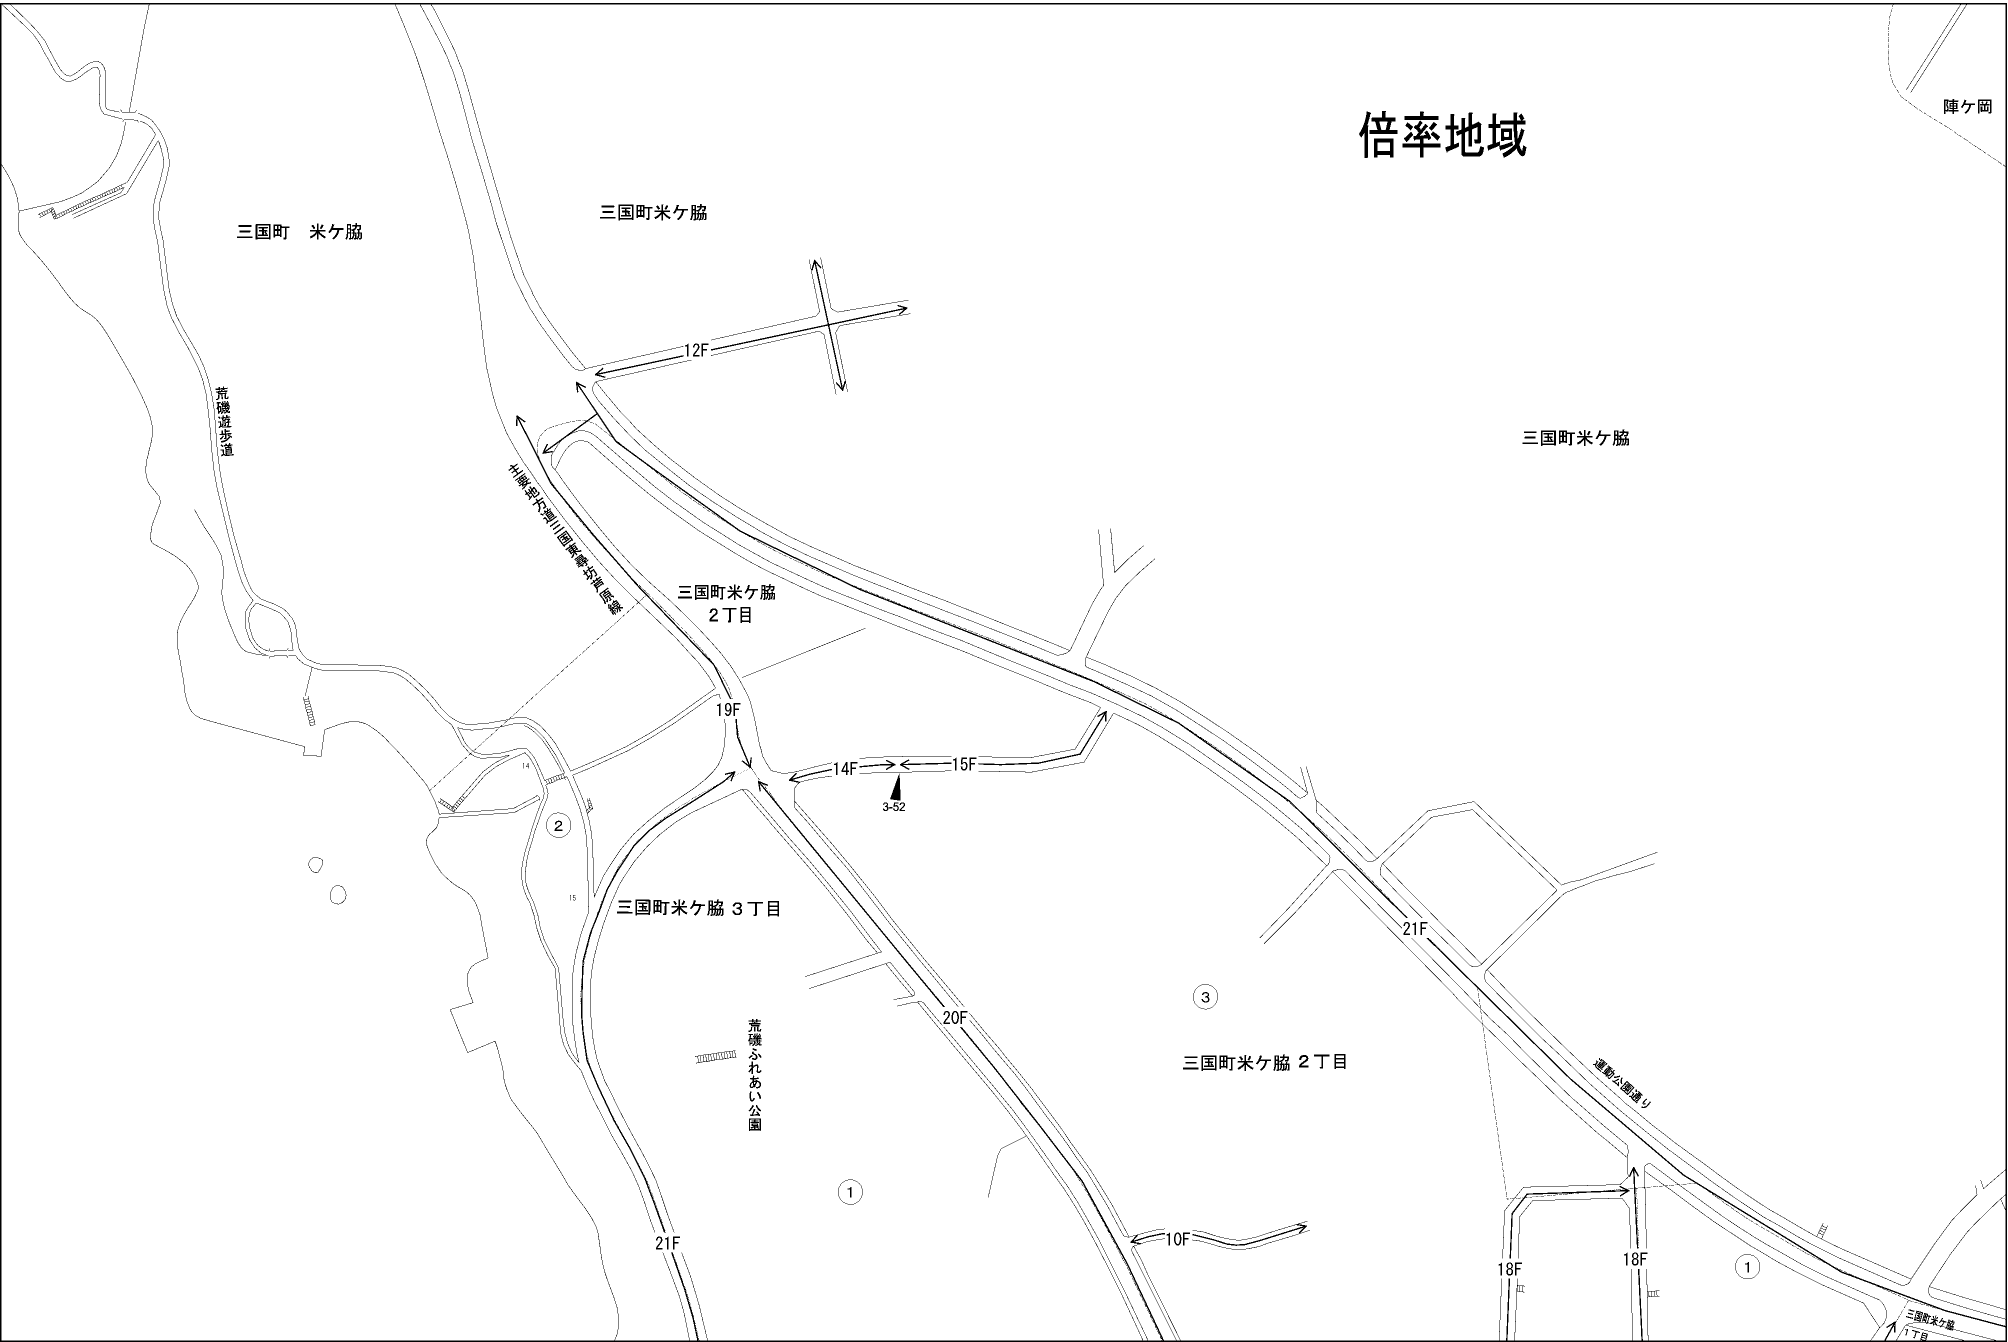 陣ケ岡
倍率地域
三国町米ケ脇
三国町　米ケ脇
12F
荒磯遊歩道
三国町米ケ脇
主要地方道三国東尋坊芦原線
三国町米ケ脇
２丁目
19F
14F
15F
14
3-52
2
15
三国町米ケ脇 ３丁目
21F
3
20F
荒磯ふれあい公園
三国町米ケ脇 ２丁目
運動公園通り
1
10F
21F
18F
18F
1
三国町米ケ脇
１丁目